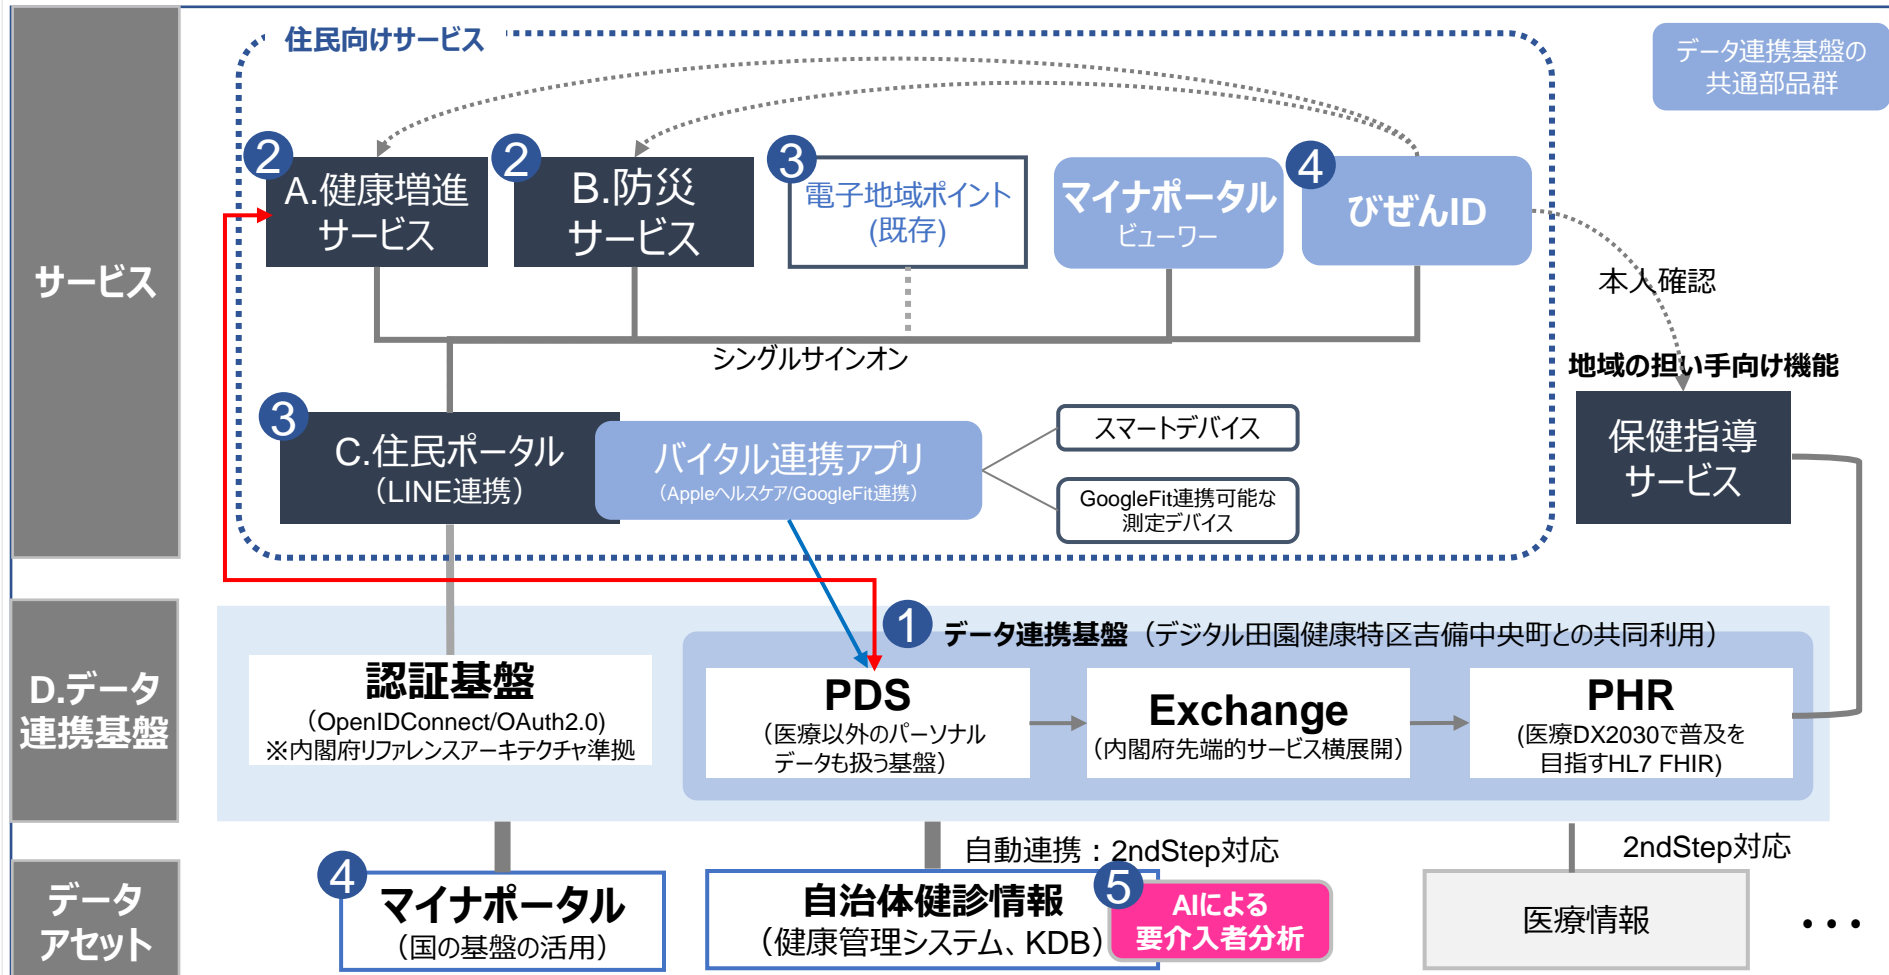 住民向けサービス
データ連携基盤の
共通部品群
サービス
2
A.健康増進
サービス
2
B.防災
サービス
3
電子地域ポイント
(既存)
マイナポータル
ビューワー
4
びぜんID
本人確認
シングルサインオン
地域の担い手向け機能
保健指導
サービス
3
C.住民ポータル
（LINE連携）
バイタル連携アプリ
（Appleヘルスケア/GoogleFit連携）
スマートデバイス
GoogleFit連携可能な
測定デバイス
D.データ
連携基盤
1
データ連携基盤（デジタル田園健康特区吉備中央町との共同利用）
認証基盤
（OpenIDConnect/OAuth2.0)
※内閣府リファレンスアーキテクチャ準拠
PDS
（医療以外のパーソナル
データも扱う基盤）
Exchange
（内閣府先端的サービス横展開）
PHR
(医療DX2030で普及を
目指すHL7 FHIR)
自動連携：2ndStep対応
2ndStep対応
データ
アセット
4
マイナポータル
（国の基盤の活用）
自治体健診情報
（健康管理システム、KDB）
5
AIによる
要介入者分析
医療情報
・・・